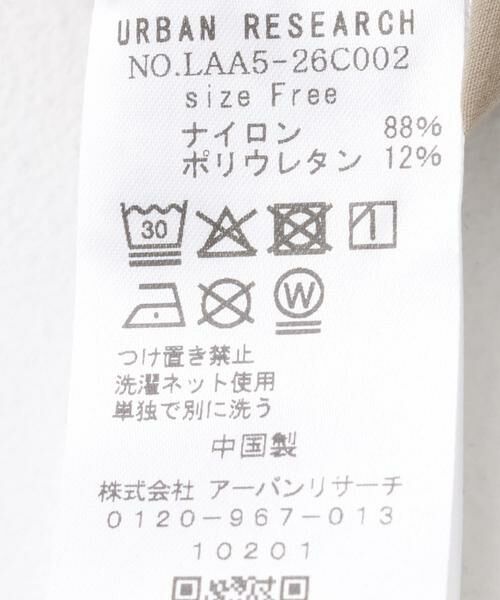 URBAN RESEARCH
NO.LAA5-26C002
size Free
ナイロン 88%
ポリウレタン 12%
30
W
つけ置き禁止
洗濯ネット使用
単独で別に洗う
中国製
株式会社 アーバンリサーチ
0120-967-013
10201